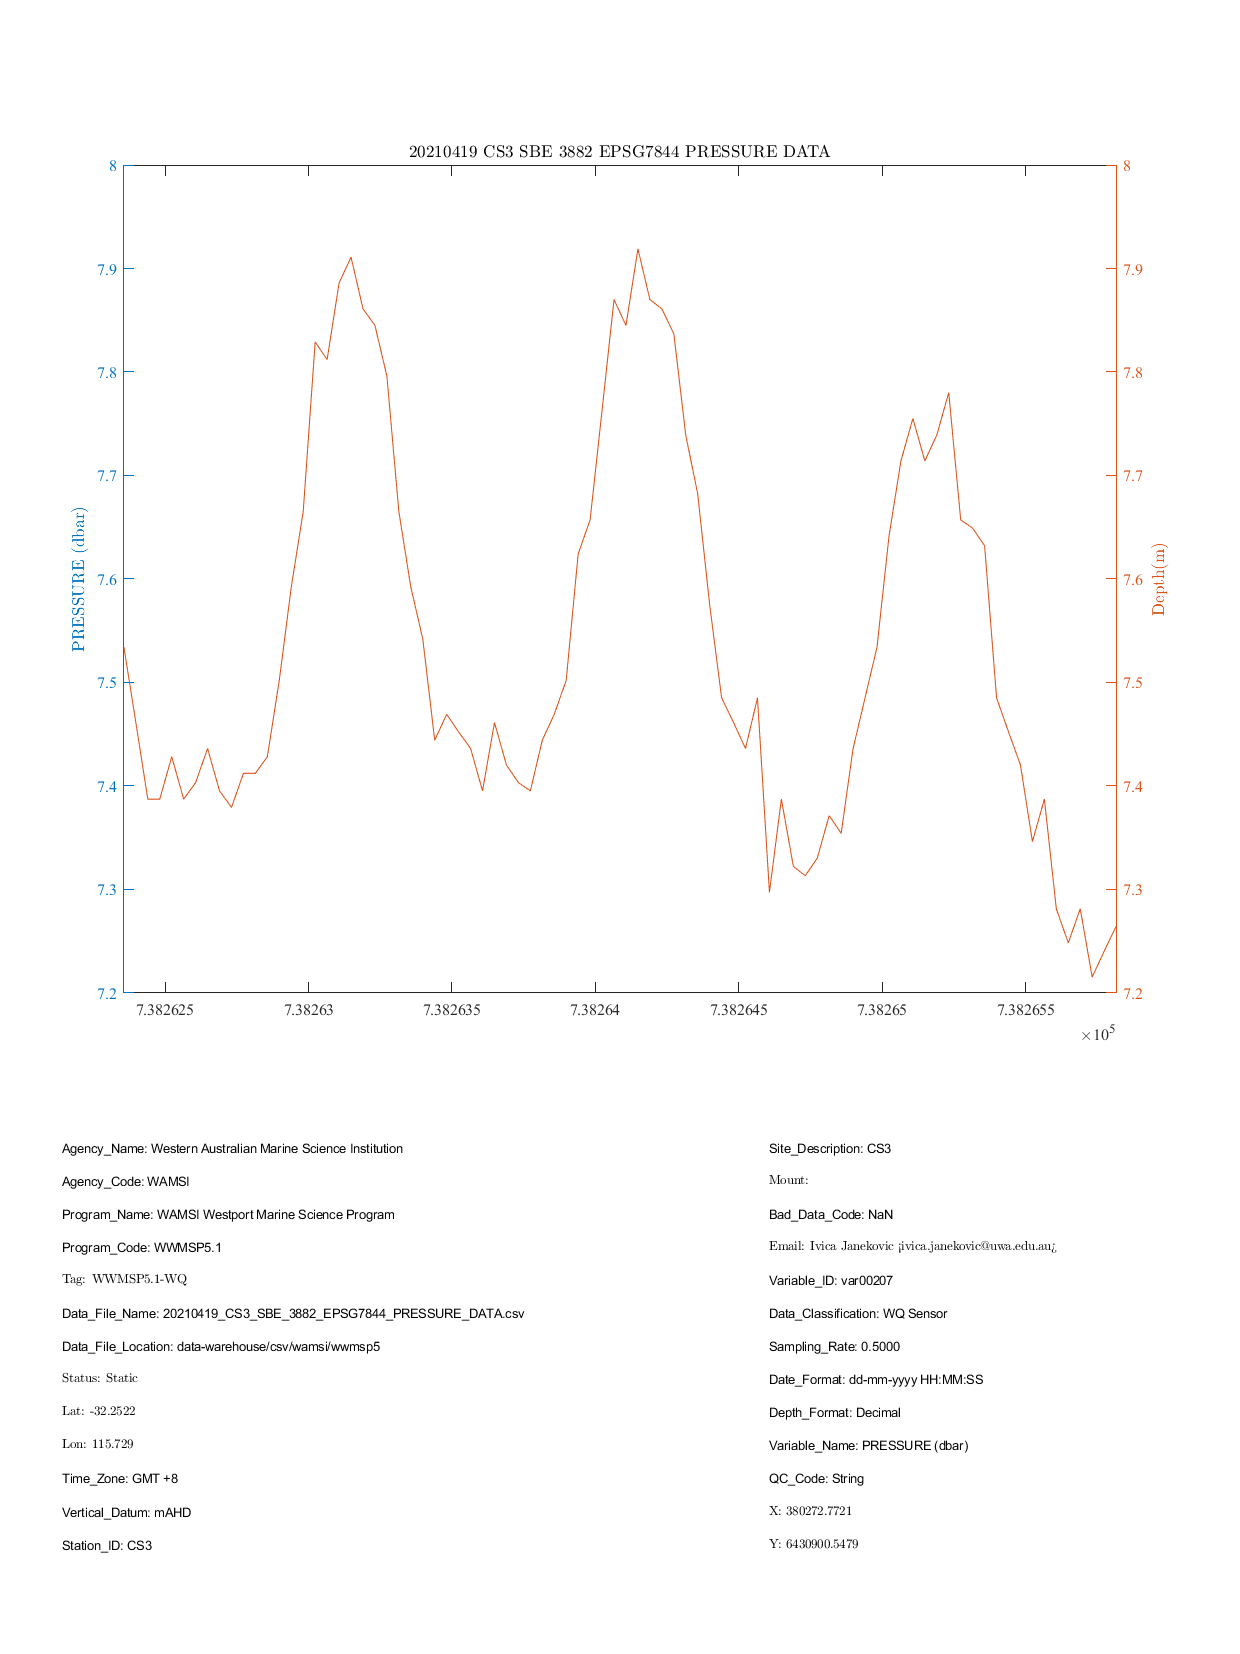 20210419 CS3 SBE 3882 EPSG7844 PRESSURE DATA
8
7.9
7.8
7.7
7.6
7.5
7.4
7.3
7.2
PRESSURE (dbar)
8
7.9
7.8
7.7
7.6
7.5
7.4
7.3
7.2
Depth(m)
7.382625 7.38263 7.382635 7.38264 7.382645 7.38265 7.382655
×10^5
Agency_Name: Western Australian Marine Science Institution
Agency_Code: WAMSI
Program_Name: WAMSI Westport Marine Science Program
Program_Code: WWMSP5.1
Tag: WWMSP5.1-WQ
Data_File_Name: 20210419_CS3_SBE_3882_EPSG7844_PRESSURE_DATA.csv
Data_File_Location: data-warehouse/csv/wamsi/wwmsp5
Status: Static
Lat: -32.2522
Lon: 115.729
Time_Zone: GMT +8
Vertical_Datum: mAHD
Station_ID: CS3
Site_Description: CS3
Mount:
Bad_Data_Code: NaN
Email: Ivica Janekovic ¡ivica.janekovic@uwa.edu.au¿
Variable_ID: var00207
Data_Classification: WQ Sensor
Sampling_Rate: 0.5000
Date_Format: dd-mm-yyyy HH:MM:SS
Depth_Format: Decimal
Variable_Name: PRESSURE (dbar)
QC_Code: String
X: 380272.7721
Y: 6430900.5479